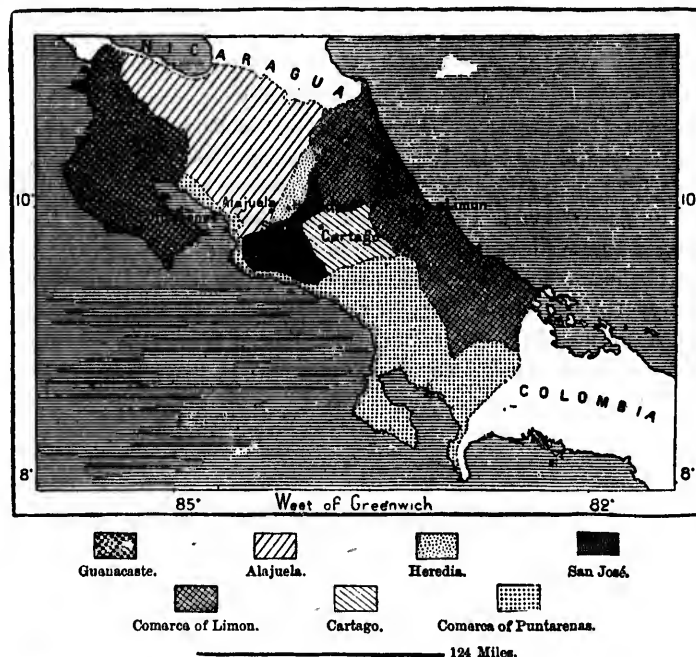 NICARAGUA
10°
10
Alajuela
Limon
Cartago
COLOMBIA
8°
8°
85°
West of Greenwich
82°
Guanacaste.
Alajuela.
Heredia.
San José.
Comarca of Limon.
Cartago.
Comarca of Puntarenas.
124 Miles.